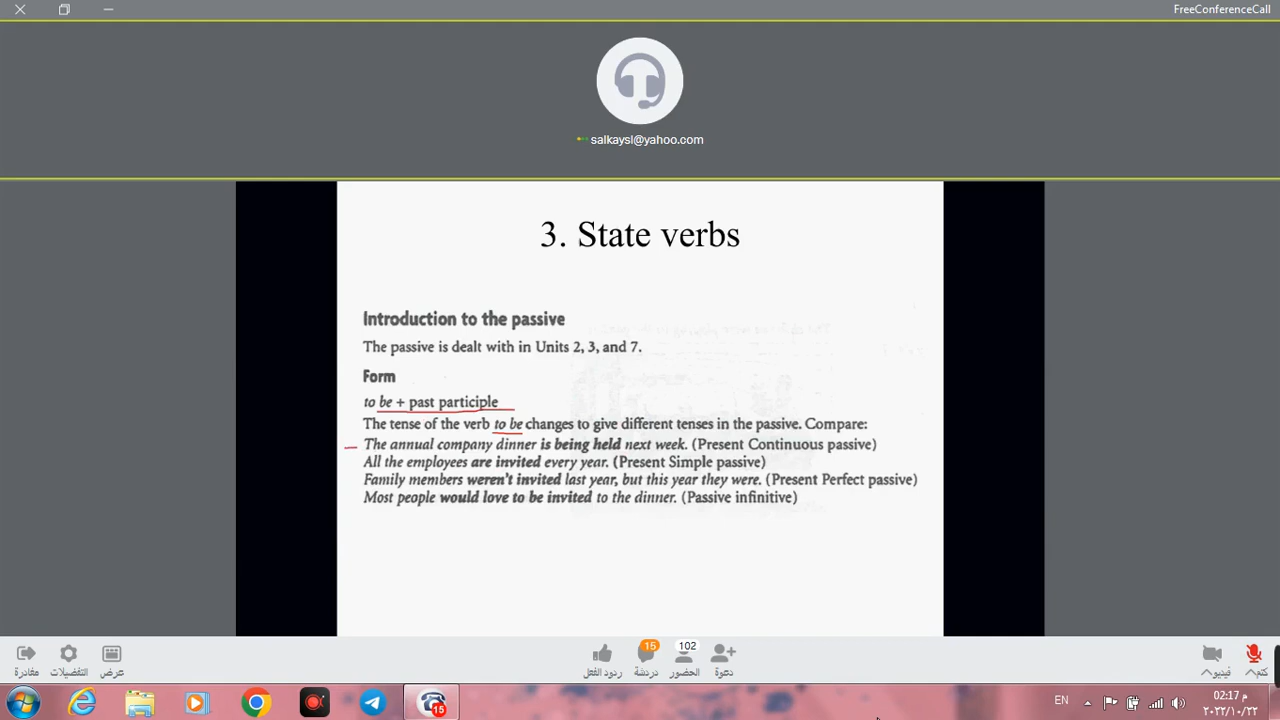 FreeConferenceCall
salkaysl@yahoo.com
3. State verbs
Introduction to the passive
The passive is dealt with in Units 2, 3, and 7.
Form
to be + past participle
The tense of the verb to be changes to give different tenses in the passive. Compare:
The annual company dinner is being held next week. (Present Continuous passive)
All the employees are invited every year. (Present Simple passive)
Family members weren't invited last year, but this year they were. (Present Perfect passive)
Most people would love to be invited to the dinner. (Passive infinitive)
15
102
مغادرة
التفضيلات
عرض
ردود الفعل
دردشة
الحضور
دعوة
فيديو
كتم
15
EN
02:17 م
٢٠٢٢/١٠/٢٢